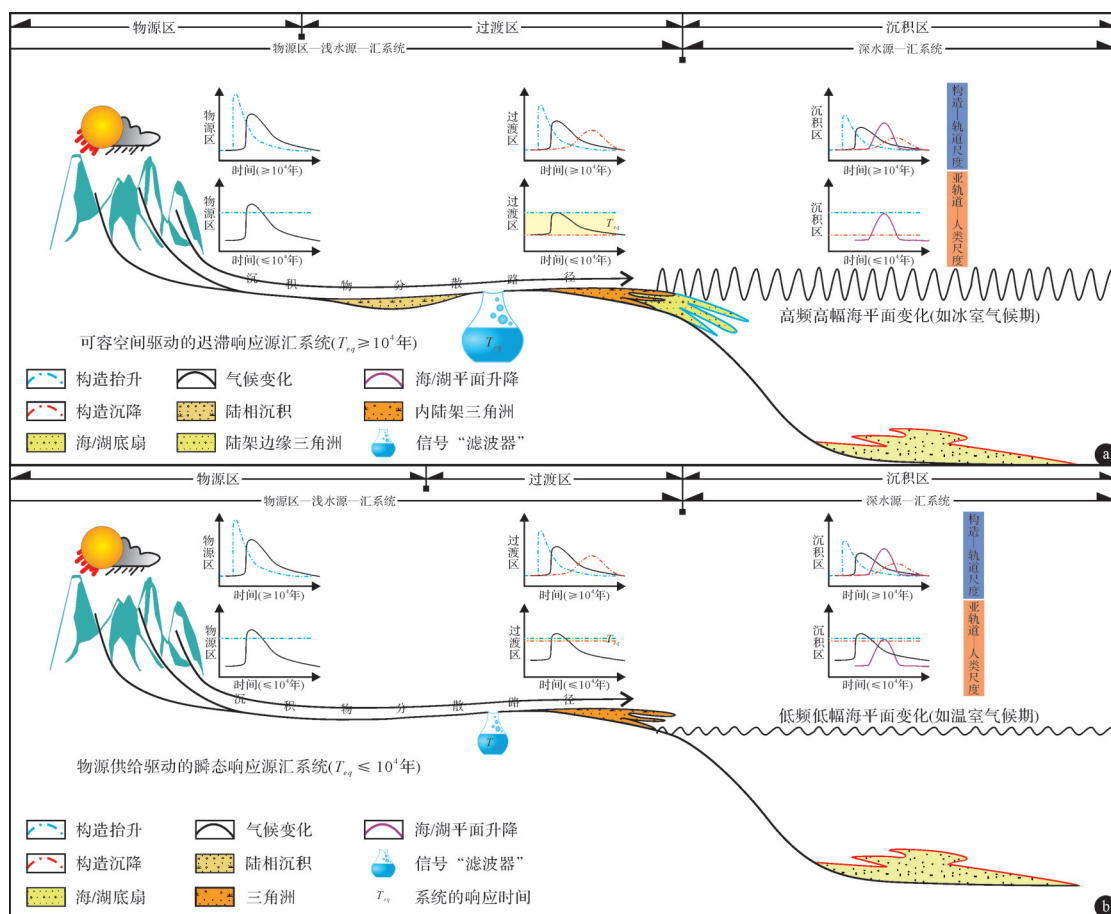 物源区 过渡区 沉积区
物源区—浅水源—汇系统 深水源—汇系统
物源区
时间(≥10⁴年)
过渡区
时间(≥10⁴年)
沉积区
时间(≥10⁴年)
构造—轨道尺度
物源区
时间(≤10⁴年)
过渡区
Teq
时间(≤10⁴年)
沉积区
时间(≤10⁴年)
亚轨道—人类尺度
沉积物分散路径
Teq
高频高幅海平面变化(如冰室气候期)
可容空间驱动的迟滞响应源汇系统(Teq≥10⁴年)
构造抬升 气候变化 海/湖平面升降
构造沉降 陆相沉积 内陆架三角洲
海/湖底扇 陆架边缘三角洲 信号“滤波器”
a
物源区 过渡区 沉积区
物源区—浅水源—汇系统 深水源—汇系统
物源区
时间(≥10⁴年)
过渡区
时间(≥10⁴年)
沉积区
时间(≥10⁴年)
构造—轨道尺度
物源区
时间(≤10⁴年)
过渡区
Teq
时间(≤10⁴年)
沉积区
时间(≤10⁴年)
亚轨道—人类尺度
沉积物分散路径
低频低幅海平面变化(如温室气候期)
物源供给驱动的瞬态响应源汇系统(Teq ≤ 10⁴年)
构造抬升 气候变化 海/湖平面升降
构造沉降 陆相沉积 信号“滤波器”
海/湖底扇 三角洲 Teq 系统的响应时间
b